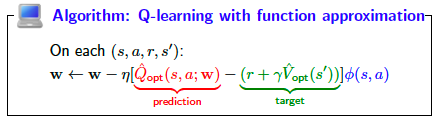 Algorithm: Q-learning with function approximation
On each (s, a, r, s′):
w ← w − η[Q̂opt(s, a; w) − (r + γV̂opt(s′))]ϕ(s, a)
prediction target